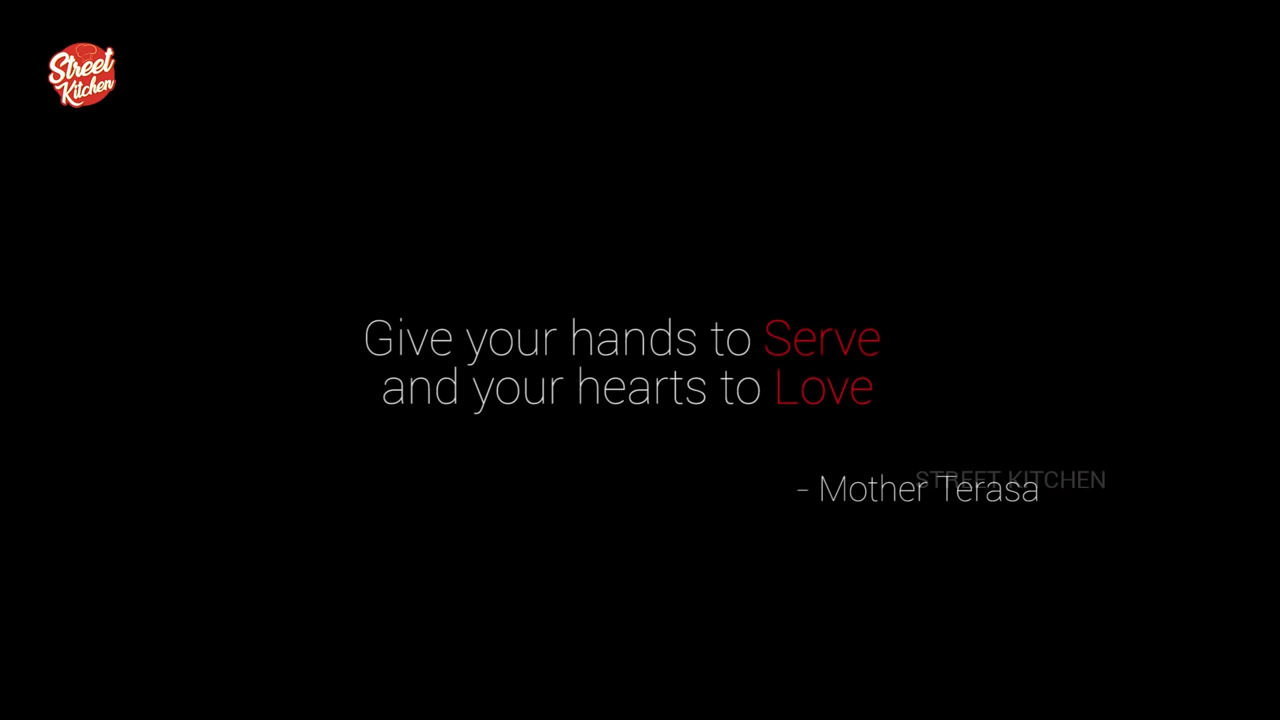 Street
Kitchen
Give your hands to Serve
and your hearts to Love
STREET KITCHEN
- Mother Terasa